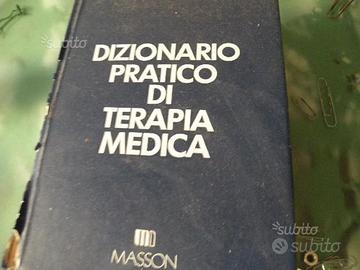 subito
DIZIONARIO
PRATICO
DI
TERAPIA
MEDICA
MASSON
subito
subito